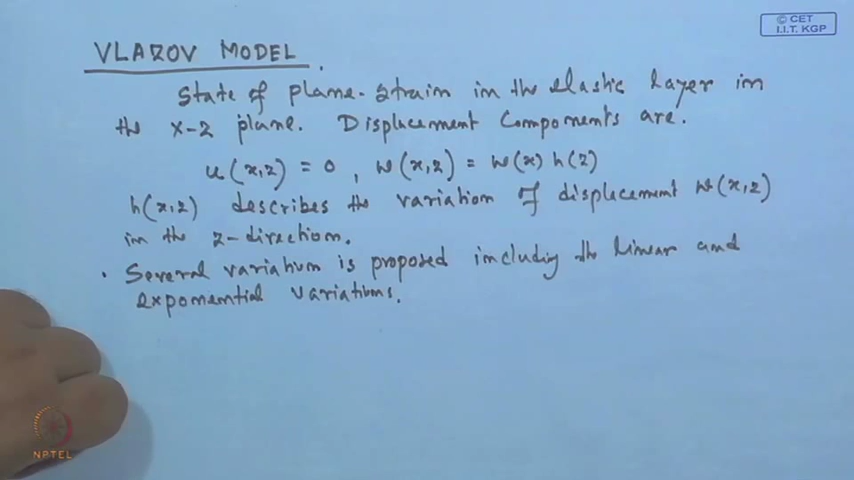 © CET
I.I.T. KGP
VLAZOV MODEL.
State of plane-strain in the elastic layer in
the x-z plane. Displacement Components are.
u(x,z) = 0, w(x,z) = w(x) h(z)
h(x,z) describes the variation of displacement w(x,z)
in the z-direction.
• Several variation is proposed including the linear and
exponential variations.
NPTEL